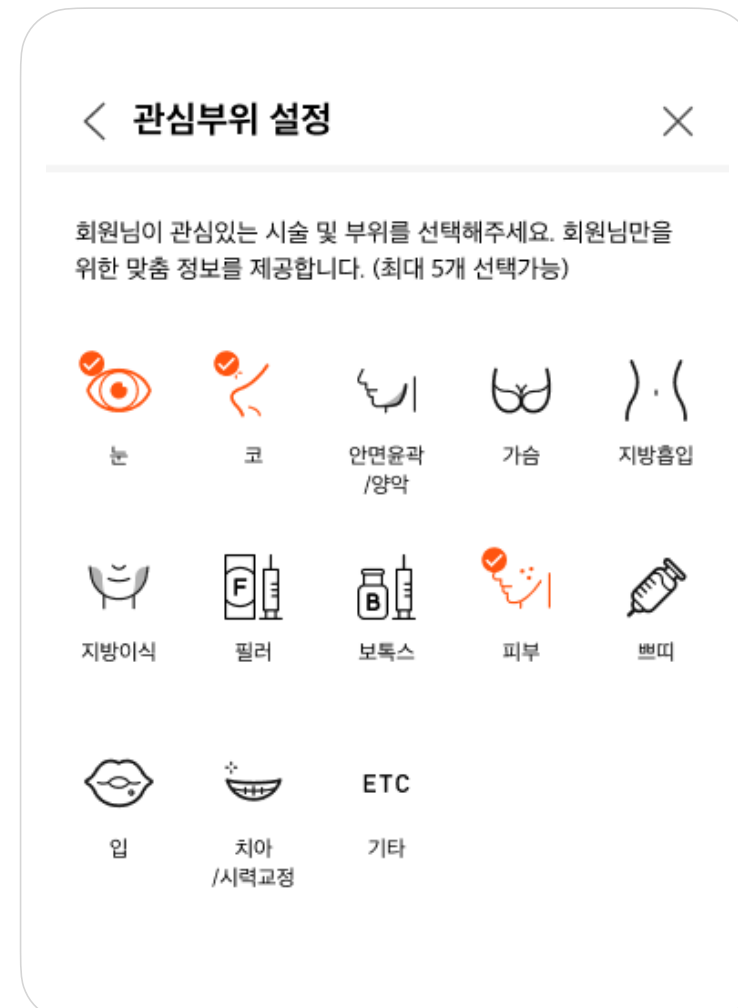 관심부위 설정
회원님이 관심있는 시술 및 부위를 선택해주세요. 회원님만을
위한 맞춤 정보를 제공합니다. (최대 5개 선택가능)
눈
코
안면윤곽
/양악
가슴
지방흡입
F
B
지방이식
필러
보톡스
피부
쁘띠
ETC
입
치아
/시력교정
기타